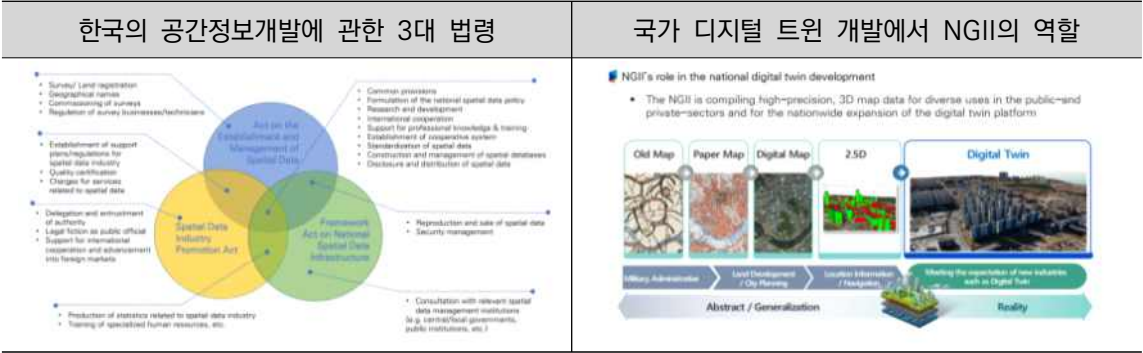 한국의 공간정보개발에 관한 3대 법령
국가 디지털 트윈 개발에서 NGII의 역할
• Survey/ Land registration
• Geographical names
• Commissioning of surveys
• Regulation of survey businesses/technicians
• Establishment of support
plans/regulations for
spatial data industry
• Quality certification
• Charges for services
related to spatial data
• Delegation and entrustment
of authority
• Legal fiction as public official
• Support for international
cooperation and advancement
into foreign markets
• Production of statistics related to spatial data industry
• Training of specialized human resources, etc.
Act on the
Establishment and
Management of
Spatial Data
Spatial Data
Industry
Promotion Act
Framework
Act on National
Spatial Data
Infrastructure
• Common provisions
• Formulation of the national spatial data policy
• Research and development
• International cooperation
• Support for professional knowledge & training
• Establishment of cooperative system
• Standardization of spatial data
• Construction and management of spatial databases
• Disclosure and distribution of spatial data
• Reproduction and sale of spatial data
• Security management
• Consultation with relevant spatial
data management institutions
(e.g. central/local governments,
public institutions, etc.)
NGII's role in the national digital twin development
• The NGII is compiling high-precision, 3D map data for diverse uses in the public-and
private-sectors and for the nationwide expansion of the digital twin platform
Old Map
Paper Map
Digital Map
2.5D
Digital Twin
Military Administrative
Land Development
/ City Planning
Location Information
/ Navigation
Meeting the expectation of new industries
such as Digital Twin
Abstract / Generalization
Reality